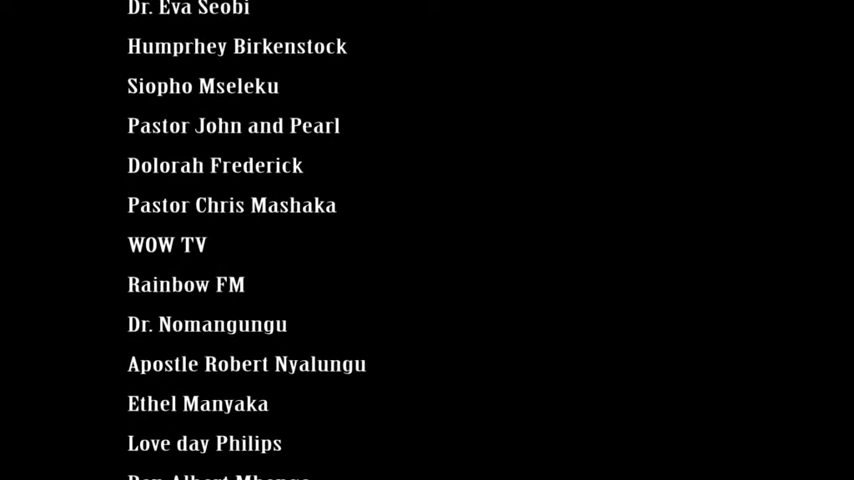 Dr. Eva Seobi
Humprhey Birkenstock
Siopho Mseleku
Pastor John and Pearl
Dolorah Frederick
Pastor Chris Mashaka
WOW TV
Rainbow FM
Dr. Nomangungu
Apostle Robert Nyalungu
Ethel Manyaka
Love day Philips
Albert